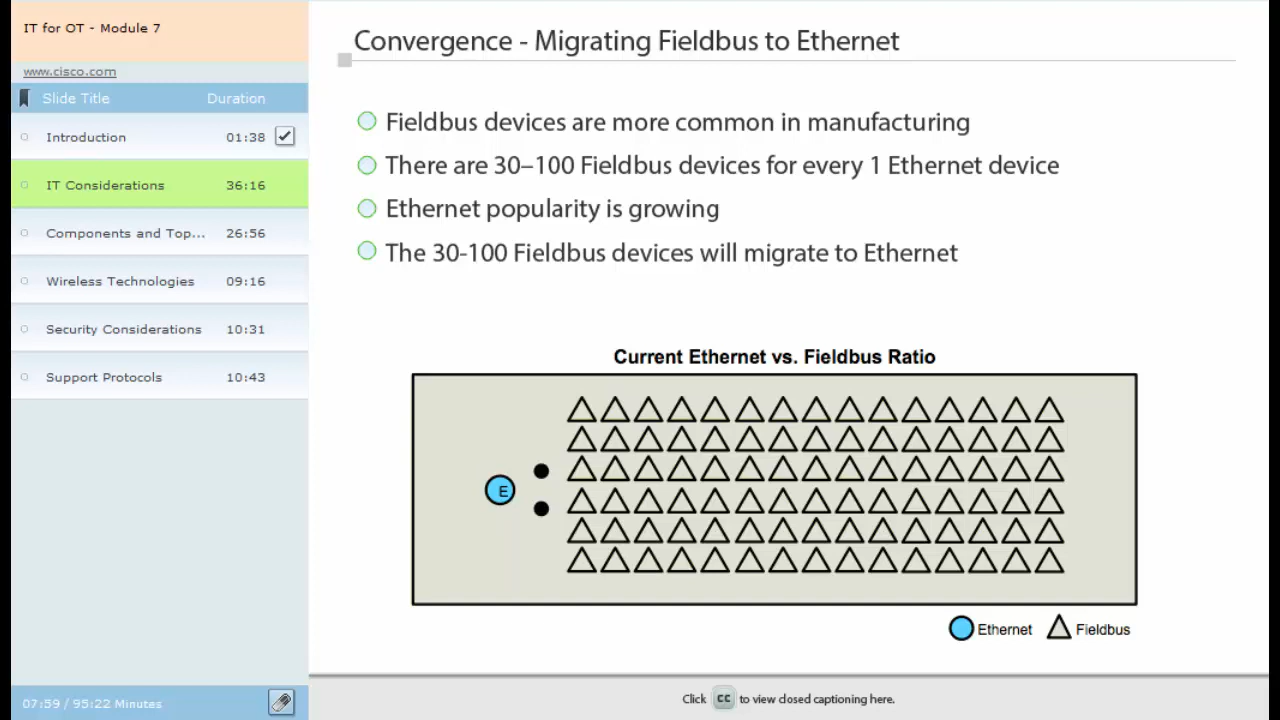 IT for OT - Module 7
www.cisco.com
Slide Title Duration
Introduction 01:38
IT Considerations 36:16
Components and Top... 26:56
Wireless Technologies 09:16
Security Considerations 10:31
Support Protocols 10:43
07:59 / 95:22 Minutes
Convergence - Migrating Fieldbus to Ethernet
Fieldbus devices are more common in manufacturing
There are 30–100 Fieldbus devices for every 1 Ethernet device
Ethernet popularity is growing
The 30-100 Fieldbus devices will migrate to Ethernet
Current Ethernet vs. Fieldbus Ratio
E
Ethernet Fieldbus
Click CC to view closed captioning here.